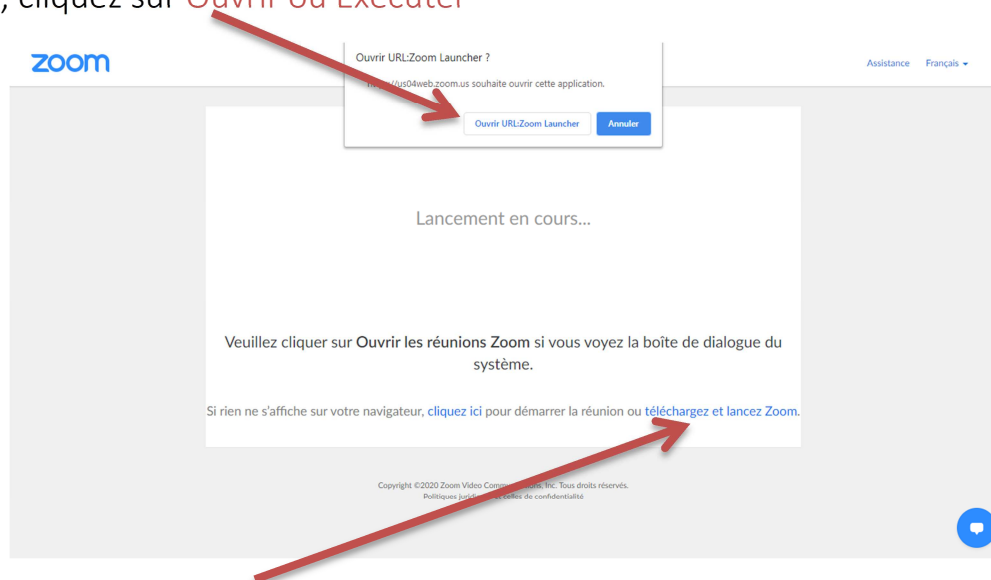 , cliquez sur Ouvrir ou Exécuter
zoom
Ouvrir URL:Zoom Launcher ?
us04web.zoom.us souhaite ouvrir cette application.
Ouvrir URL:Zoom Launcher
Annuler
Assistance
Français
Lancement en cours...
Veuillez cliquer sur Ouvrir les réunions Zoom si vous voyez la boîte de dialogue du
système.
Si rien ne s'affiche sur votre navigateur, cliquez ici pour démarrer la réunion ou téléchargez et lancez Zoom.
Copyright ©2020 Zoom Video Inc. Tous droits réservés.
Politiques celles de confidentialité